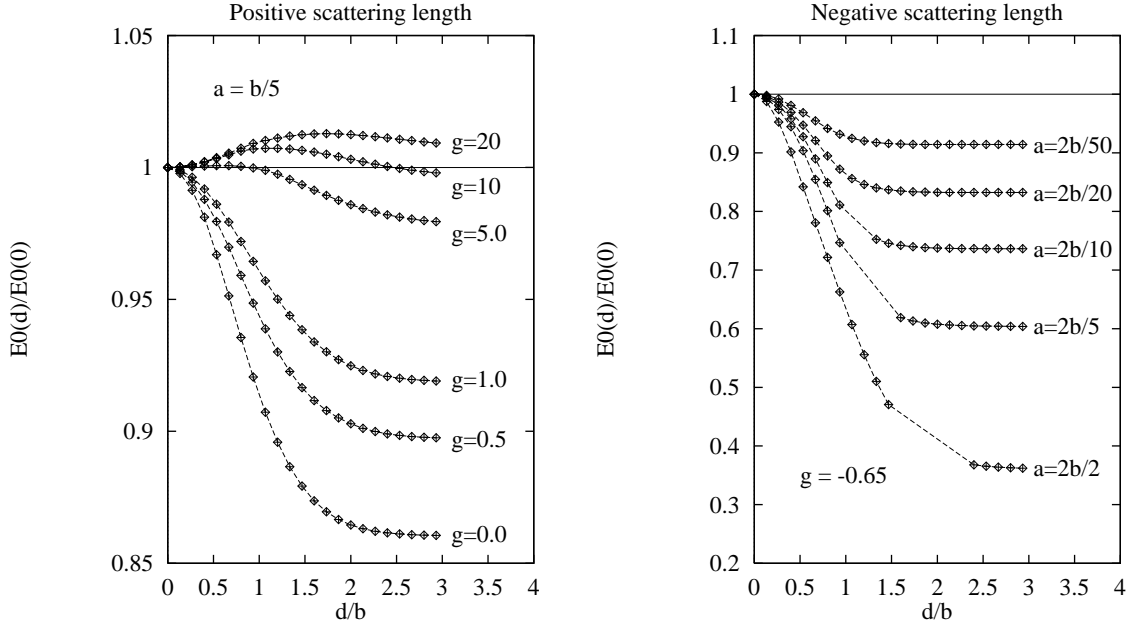 Positive scattering length
1.05
1
0.95
0.9
0.85
E0(d)/E0(0)
a = b/5
g=20
g=10
g=5.0
g=1.0
g=0.5
g=0.0
0 0.5 1 1.5 2 2.5 3 3.5 4
d/b
Negative scattering length
1.1
1
0.9
0.8
0.7
0.6
0.5
0.4
0.3
0.2
E0(d)/E0(0)
a=2b/50
a=2b/20
a=2b/10
a=2b/5
a=2b/2
g = -0.65
0 0.5 1 1.5 2 2.5 3 3.5 4
d/b